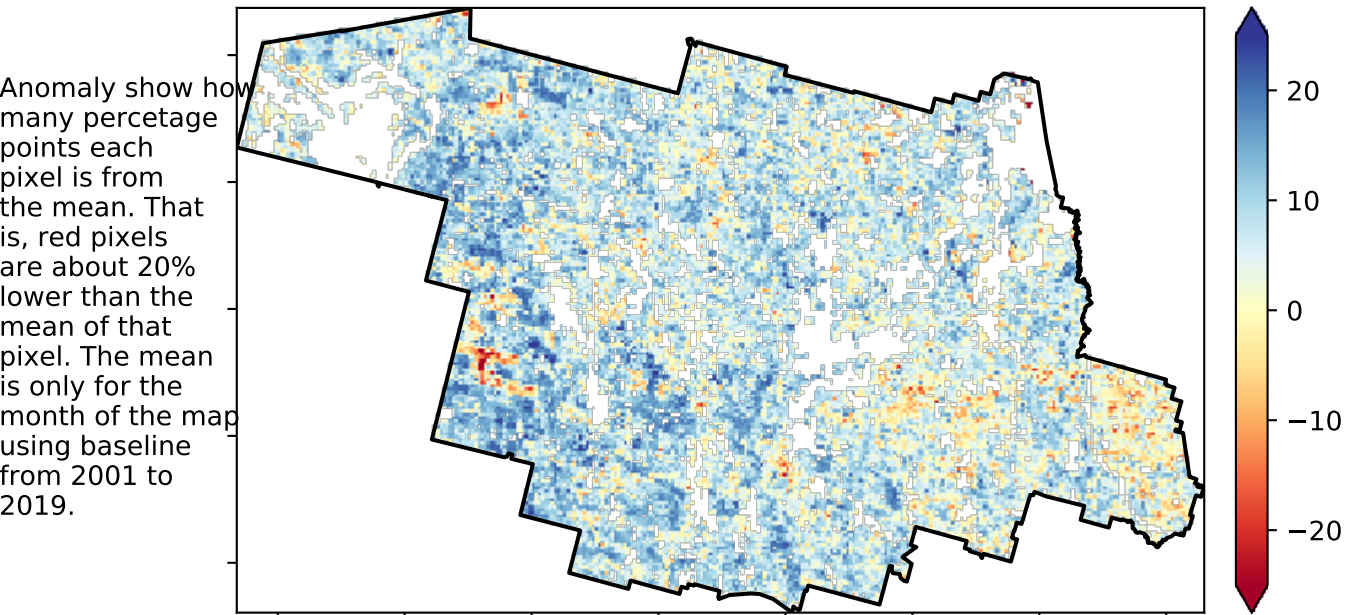 Anomaly show how
many percetage
points each
pixel is from
the mean. That
is, red pixels
are about 20%
lower than the
mean of that
pixel. The mean
is only for the
month of the map
using baseline
from 2001 to
2019.
20
10
0
−10
−20